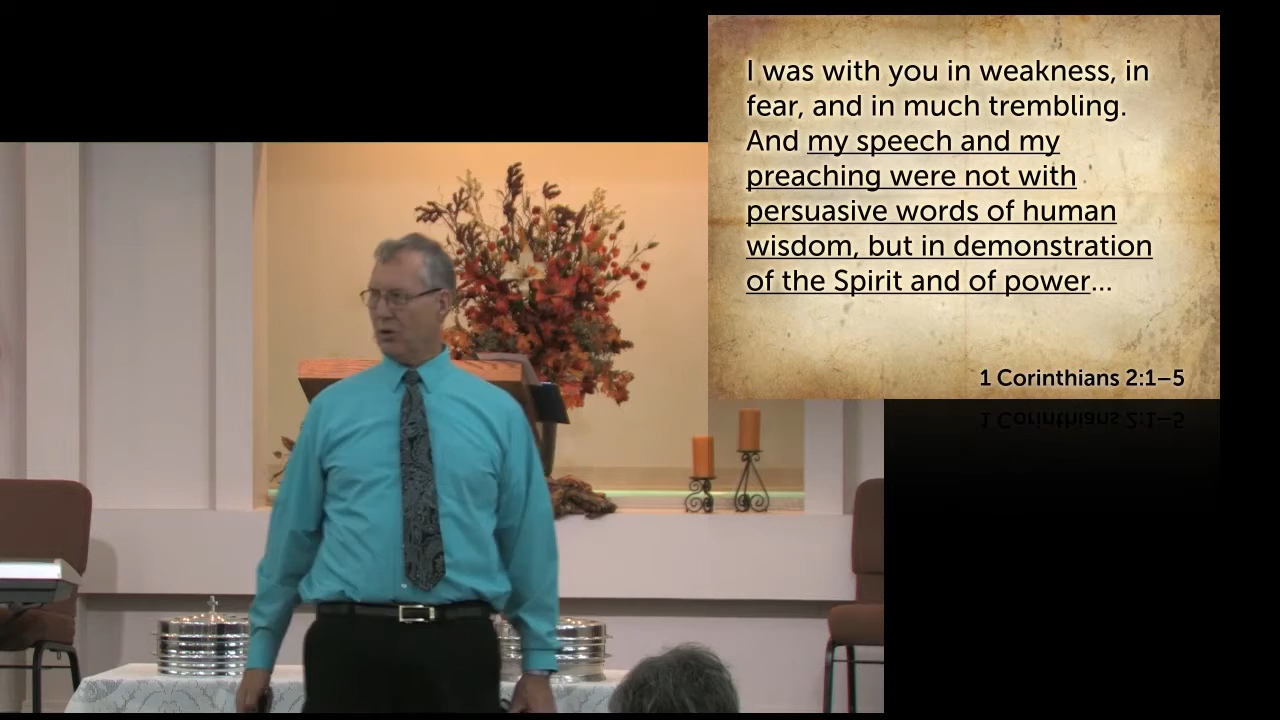 I was with you in weakness, in
fear, and in much trembling.
And my speech and my
preaching were not with
persuasive words of human
wisdom, but in demonstration
of the Spirit and of power...
1 Corinthians 2:1–5